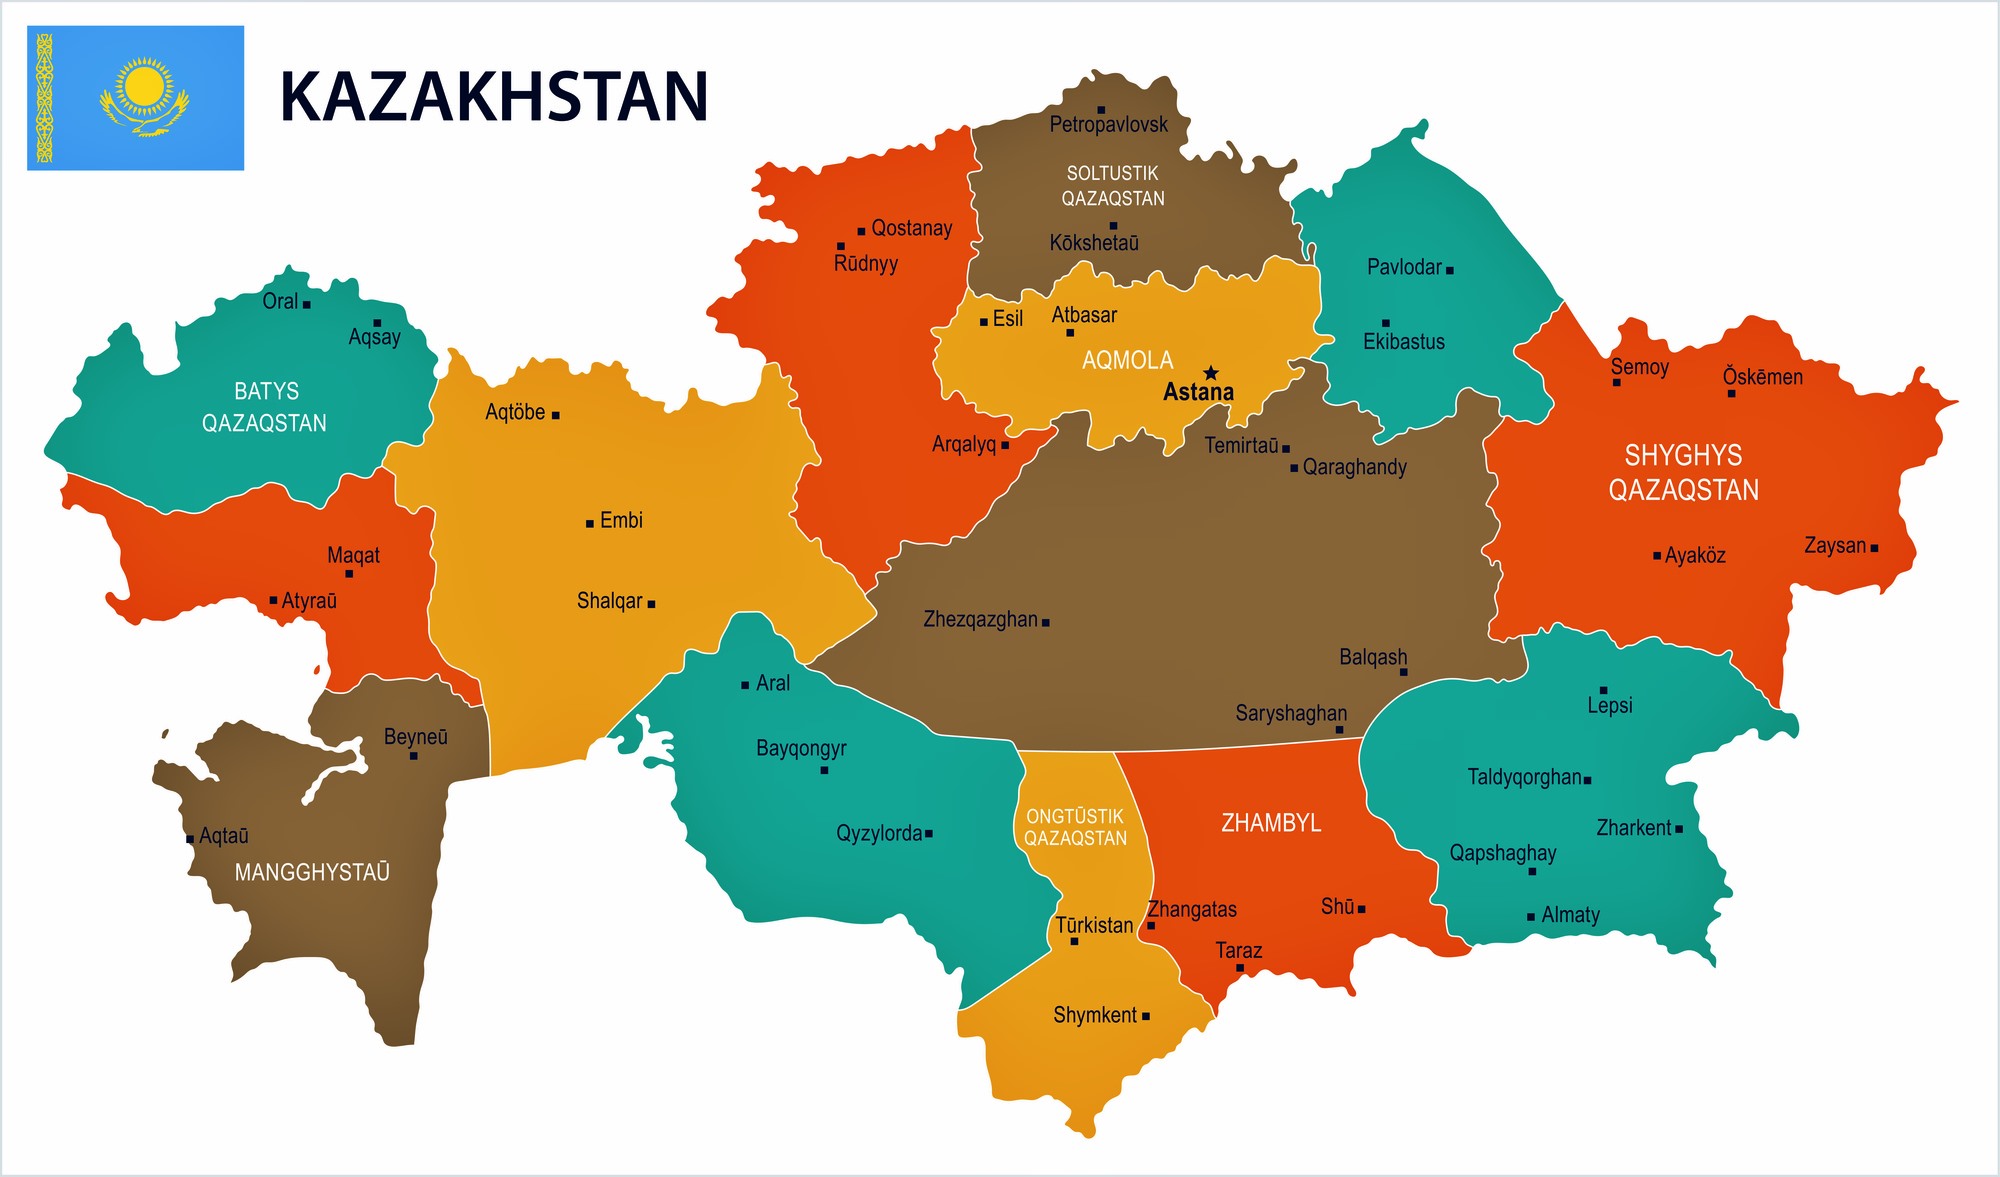 KAZAKHSTAN
Petropavlovsk
SOLTUSTIK
QAZAQSTAN
Kōkshetaū
Qostanay
Rūdnyy
Pavlodar
Ekibastus
Oral
Aqsay
BATYS
QAZAQSTAN
Esil
Atbasar
AQMOLA
Astana
Semoy
Ŏskēmen
Aqtöbe
Arqalyq
Temirtaū
Qaraghandy
SHYGHYS
QAZAQSTAN
Embi
Maqat
Atyraū
Shalqar
Ayaköz
Zaysan
Zhezqazghan
Balqash
Saryshaghan
Aral
Lepsi
Beyneū
Bayqongyr
Taldyqorghan
Aqtaū
MANGGHYSTAŪ
Qyzylorda
ONGTŪSTIK
QAZAQSTAN
ZHAMBYL
Zharkent
Qapshaghay
Zhangatas
Shū
Almaty
Tūrkistan
Taraz
Shymkent